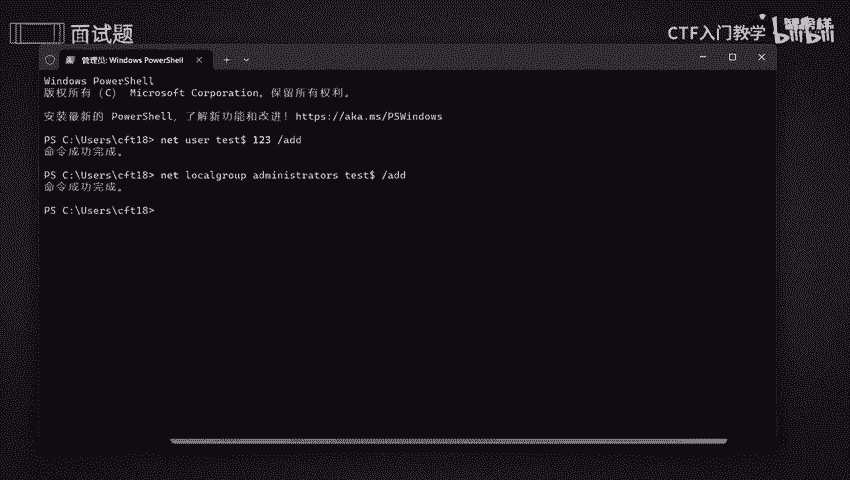 面试题
CTF入门教学
bilibili
管理员: Windows PowerShell
Windows PowerShell
版权所有 (C) Microsoft Corporation。保留所有权利。
安装最新的 PowerShell，了解新功能和改进！https://aka.ms/PSWindows
PS C:\Users\cft18> net user test$ 123 /add
命令成功完成。
PS C:\Users\cft18> net localgroup administrators test$ /add
命令成功完成。
PS C:\Users\cft18>